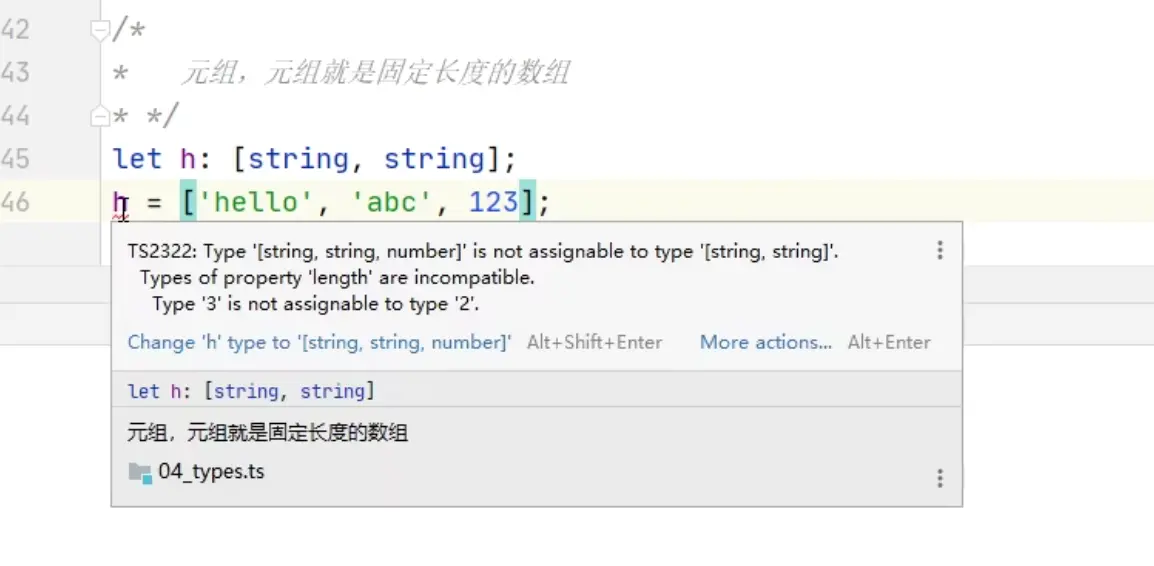 42 /*
43 * 元组，元组就是固定长度的数组
44 * */
45 let h: [string, string];
46 h = ['hello', 'abc', 123];
TS2322: Type '[string, string, number]' is not assignable to type '[string, string]'.
Types of property 'length' are incompatible.
Type '3' is not assignable to type '2'.
Change 'h' type to '[string, string, number]' Alt+Shift+Enter More actions... Alt+Enter
let h: [string, string]
元组，元组就是固定长度的数组
04_types.ts